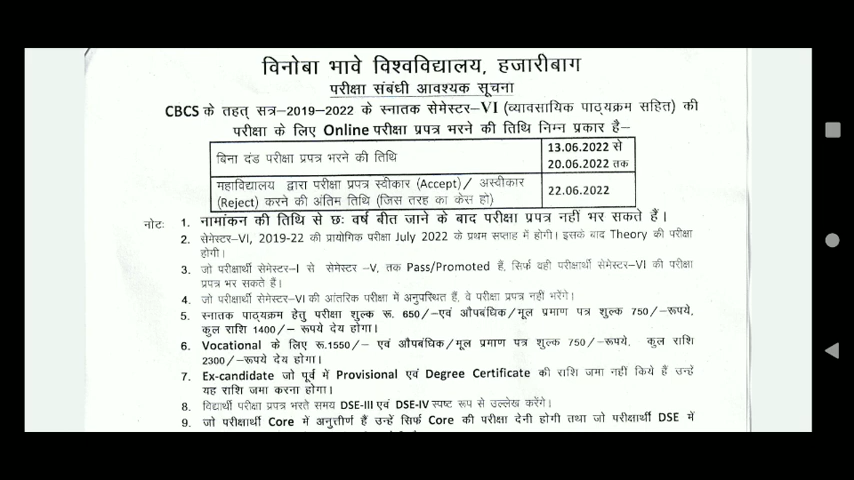 विनोबा भावे विश्वविद्यालय, हजारीबाग
परीक्षा संबंधी आवश्यक सूचना
CBCS के तहत् सत्र–2019–2022 के स्नातक सेमेस्टर–VI (व्यावसायिक पाठ्यक्रम सहित) की
परीक्षा के लिए Online परीक्षा प्रपत्र भरने की तिथि निम्न प्रकार है–
बिना दंड परीक्षा प्रपत्र भरने की तिथि
13.06.2022 से
20.06.2022 तक
महाविद्यालय द्वारा परीक्षा प्रपत्र स्वीकार (Accept)/ अस्वीकार
(Reject) करने की अंतिम तिथि (जिस तरह का केस हो)
22.06.2022
नोटः 1. नामांकन की तिथि से छः वर्ष बीत जाने के बाद परीक्षा प्रपत्र नहीं भर सकते हैं।
2. सेमेस्टर–VI, 2019-22 की प्रायोगिक परीक्षा July 2022 के प्रथम सप्ताह में होगी। इसके बाद Theory की परीक्षा
होगी।
3. जो परीक्षार्थी सेमेस्टर–I से सेमेस्टर –V, तक Pass/Promoted हैं, सिर्फ वही परीक्षार्थी सेमेस्टर–VI की परीक्षा
प्रपत्र भर सकते हैं।
4. जो परीक्षार्थी सेमेस्टर–VI की आंतरिक परीक्षा में अनुपस्थित हैं, वे परीक्षा प्रपत्र नहीं भरेंगे।
5. स्नातक पाठ्यक्रम हेतु परीक्षा शुल्क रू. 650/–एवं औपबंधिक/मूल प्रमाण पत्र शुल्क 750/–रूपये,
कुल राशि 1400/– रूपये देय होगा।
6. Vocational के लिए रू.1550/– एवं औपबंधिक/मूल प्रमाण पत्र शुल्क 750/–रूपये, कुल राशि
2300/–रूपये देय होगा।
7. Ex-candidate जो पूर्व में Provisional एवं Degree Certificate की राशि जमा नहीं किये हैं उन्हें
यह राशि जमा करना होगा।
8. विद्यार्थी परीक्षा प्रपत्र भरते समय DSE-III एवं DSE-IV स्पष्ट रूप से उल्लेख करेंगे।
9. जो परीक्षार्थी Core में अनुत्तीर्ण हैं उन्हें सिर्फ Core की परीक्षा देनी होगी तथा जो परीक्षार्थी DSE में